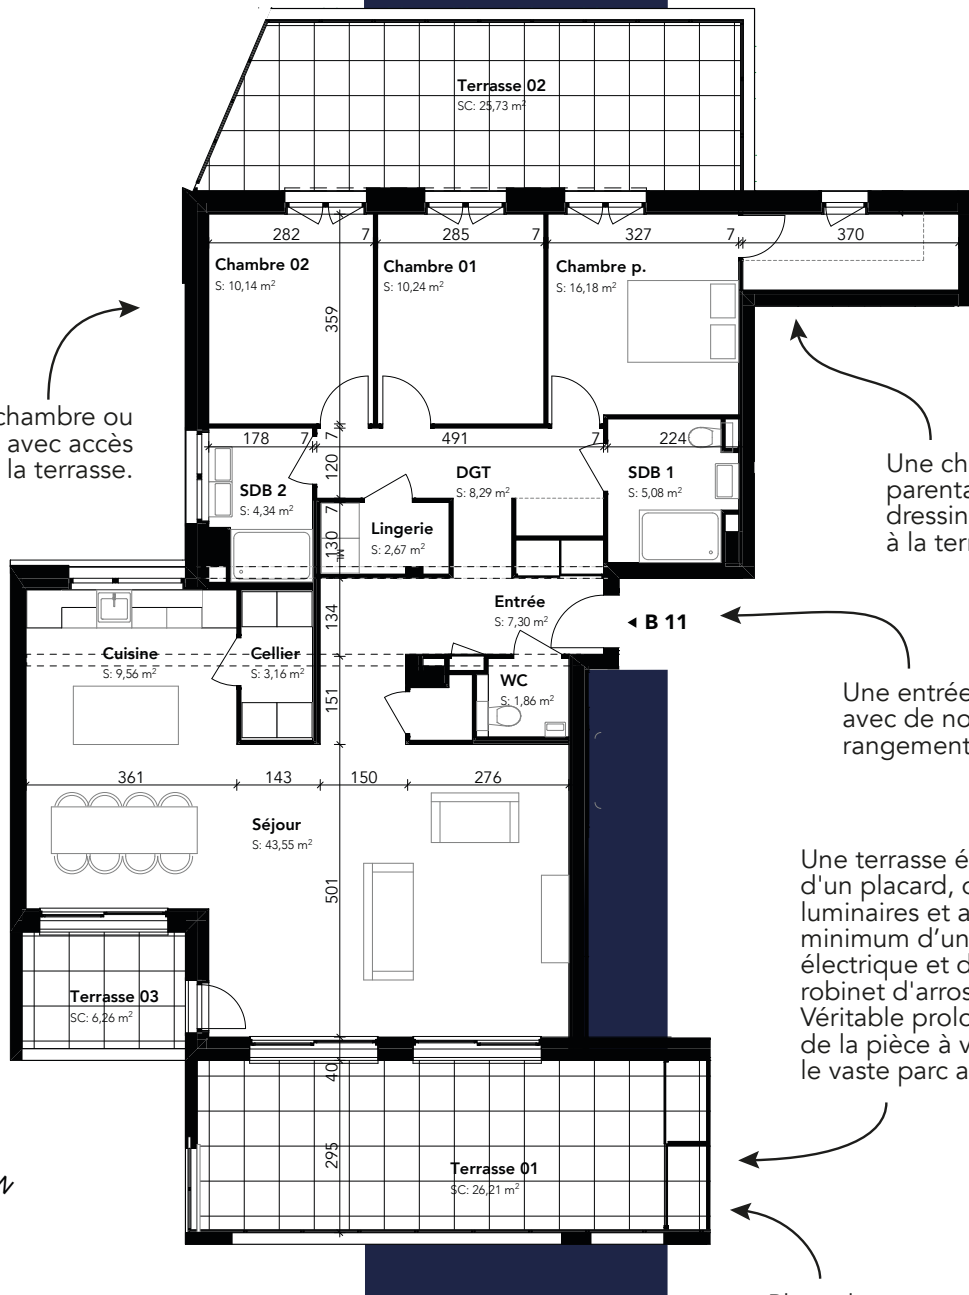 Terrasse 02
SC: 25,73 m²
282
7
285
7
327
7
370
Chambre 02
S: 10,14 m²
Chambre 01
S: 10,24 m²
Chambre p.
S: 16,18 m²
359
chambre ou
avec accès
la terrasse.
178
7
7
491
7
224
120
SDB 2
S: 4,34 m²
DGT
S: 8,29 m²
SDB 1
S: 5,08 m²
Une ch
parenta
dressin
à la terr
7
130
ML
Lingerie
S: 2,67 m²
134
Entrée
S: 7,30 m²
B 11
Cuisine
S: 9,56 m²
Cellier
S: 3,16 m²
151
WC
S: 1,86 m²
Une entrée
avec de no
rangement
361
143
150
276
Séjour
S: 43,55 m²
501
Une terrasse é
d'un placard, d
luminaires et a
minimum d’un
électrique et d
robinet d'arros
Véritable prolo
de la pièce à v
le vaste parc a
Terrasse 03
SC: 6,26 m²
40
295
Terrasse 01
SC: 26,21 m²
N